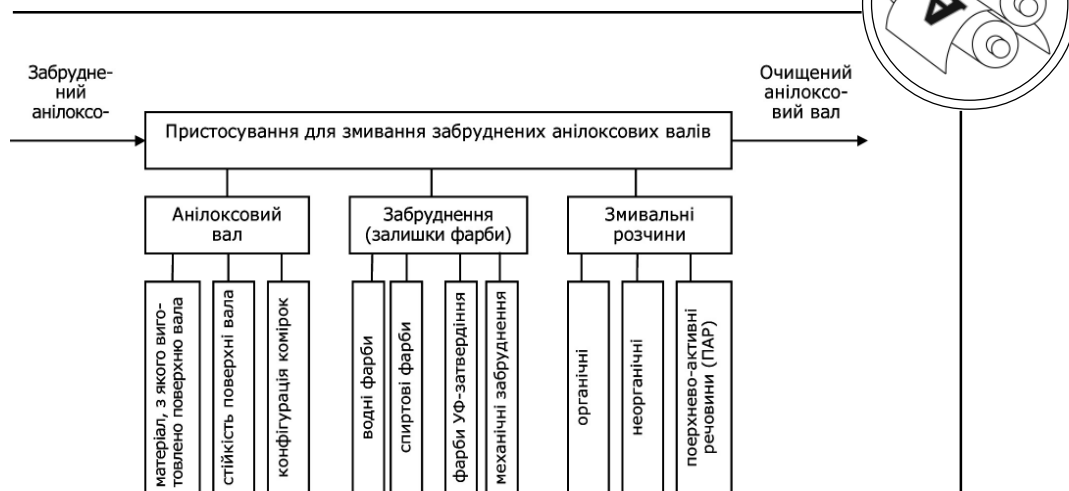 Забрудне-
ний
анілоксо-
Очищений
анілоксо-
вий вал
Пристосування для змивання забруднених анілоксових валів
Анілоксовий
вал
Забруднення
(залишки фарби)
Змивальні
розчини
матеріал, з якого виго-
товлено поверхню вала
стійкість поверхні вала
конфігурація комірок
водні фарби
спиртові фарби
фарби УФ-затвердіння
механічні забруднення
органічні
неорганічні
поерхнево-активні
речовини (ПАР)